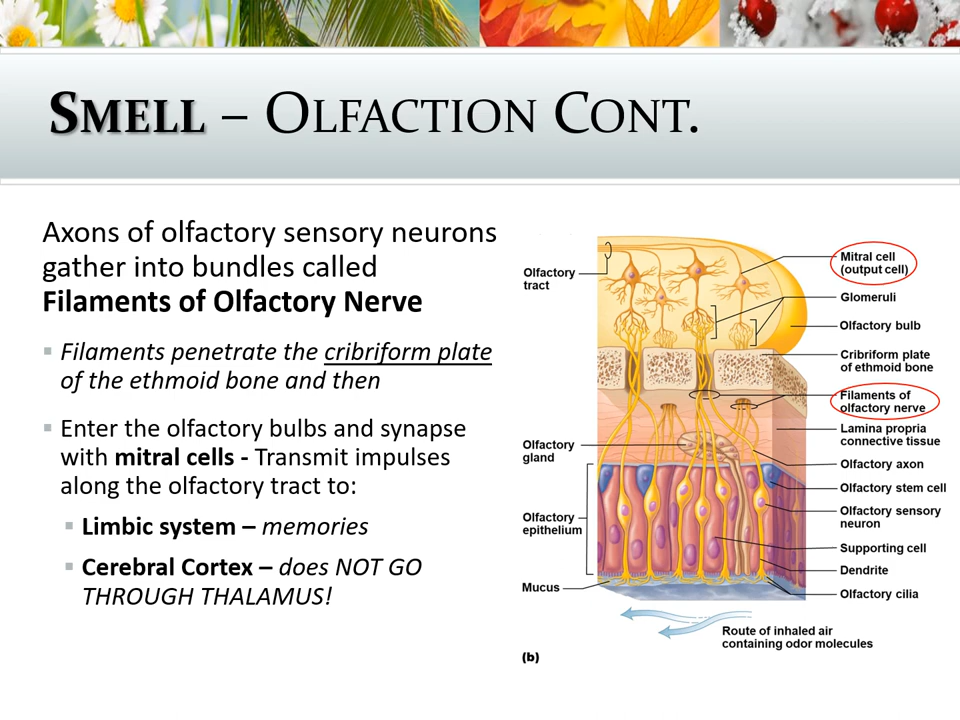 SMELL – OLFACTION CONT.
Axons of olfactory sensory neurons
gather into bundles called
Filaments of Olfactory Nerve
Filaments penetrate the cribriform plate
of the ethmoid bone and then
Enter the olfactory bulbs and synapse
with mitral cells - Transmit impulses
along the olfactory tract to:
Limbic system – memories
Cerebral Cortex – does NOT GO
THROUGH THALAMUS!
Olfactory
tract
Olfactory
gland
Olfactory
epithelium
Mucus
Mitral cell
(output cell)
Glomeruli
Olfactory bulb
Cribriform plate
of ethmoid bone
Filaments of
olfactory nerve
Lamina propria
connective tissue
Olfactory axon
Olfactory stem cell
Olfactory sensory
neuron
Supporting cell
Dendrite
Olfactory cilia
Route of inhaled air
containing odor molecules
(b)